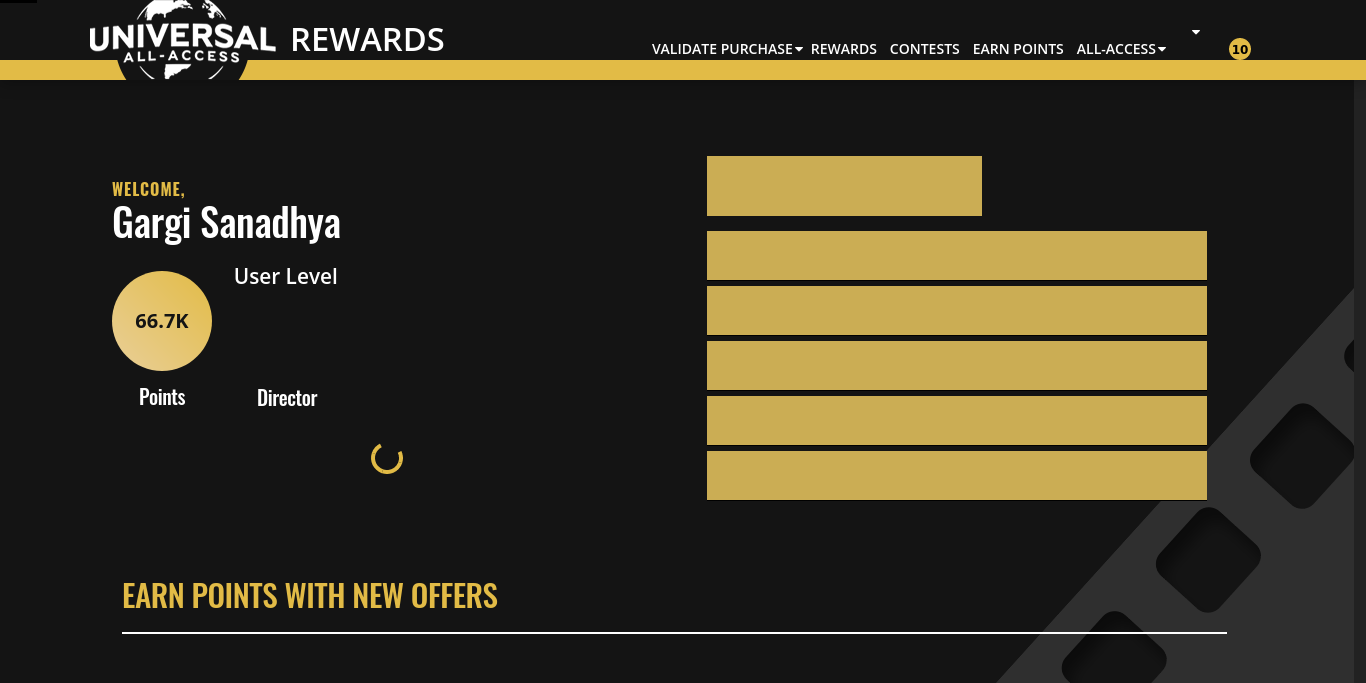 UNIVERSAL
ALL-ACCESS
REWARDS
VALIDATE PURCHASE
REWARDS
CONTESTS
EARN POINTS
ALL-ACCESS
10
WELCOME,
Gargi Sanadhya
User Level
66.7K
Points
Director
EARN POINTS WITH NEW OFFERS